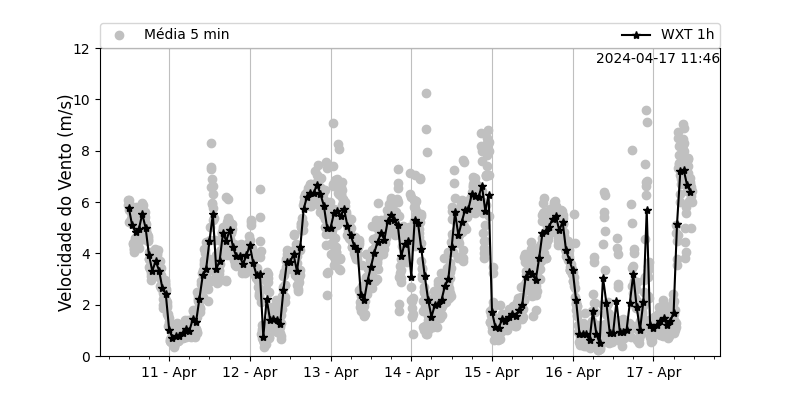 Média 5 min
WXT 1h
2024-04-17 11:46
Velocidade do Vento (m/s)
12
10
8
6
4
2
0
11 - Apr
12 - Apr
13 - Apr
14 - Apr
15 - Apr
16 - Apr
17 - Apr